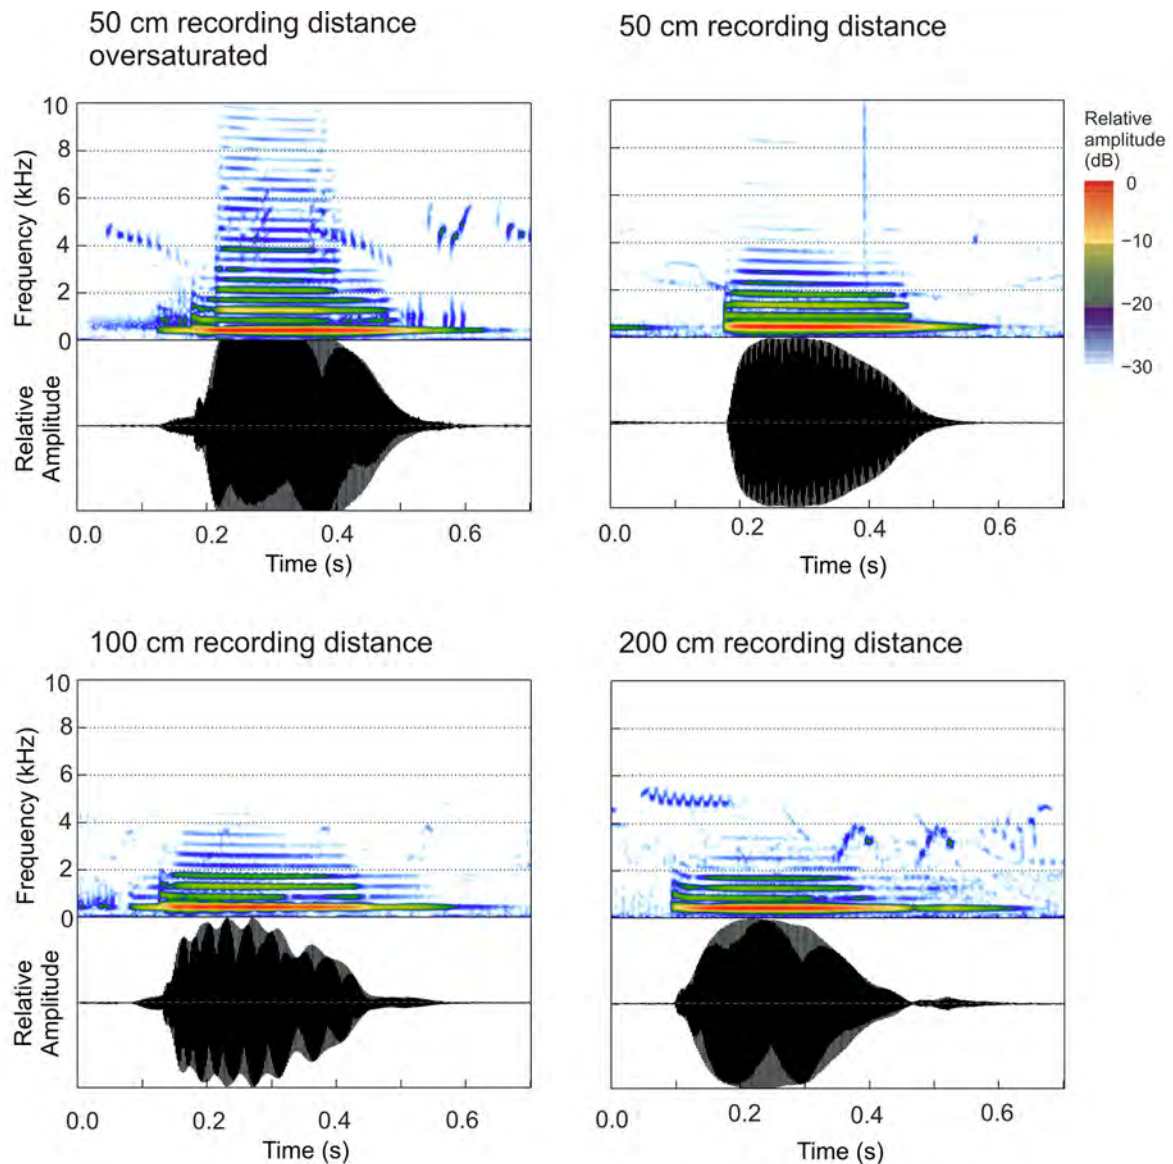 50 cm recording distance
oversaturated
50 cm recording distance
Relative
amplitude
(dB)
0
−10
−20
−30
Frequency (kHz)
10
8
6
4
2
0
Relative
Amplitude
0.0 0.2 0.4 0.6
Time (s)
0.0 0.2 0.4 0.6
Time (s)
100 cm recording distance
200 cm recording distance
Frequency (kHz)
10
8
6
4
2
0
Relative
Amplitude
0.0 0.2 0.4 0.6
Time (s)
0.0 0.2 0.4 0.6
Time (s)